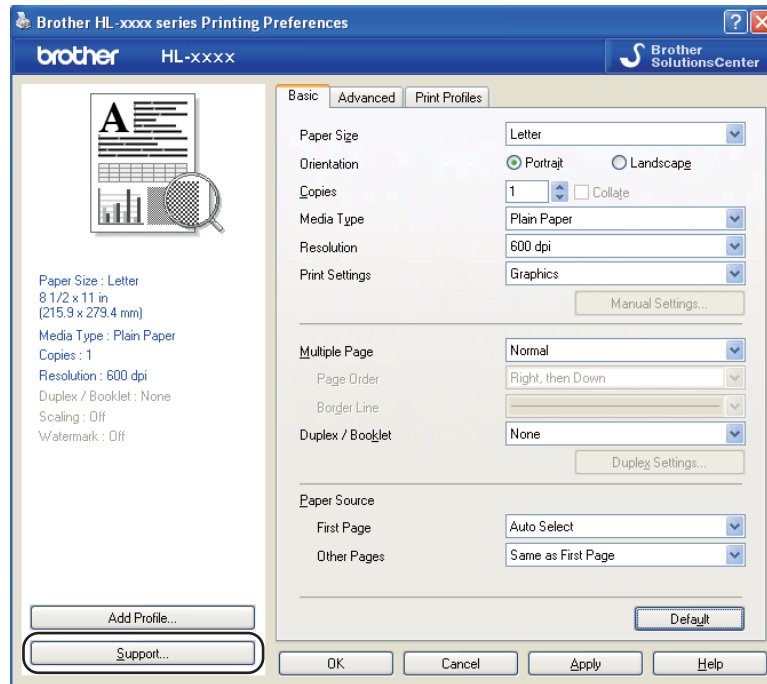 Brother HL-xxxx series Printing Preferences
?
X
brother HL-xxxx
Brother
SolutionsCenter
A
Paper Size : Letter
8 1/2 x 11 in
(215.9 x 279.4 mm)
Media Type : Plain Paper
Copies : 1
Resolution : 600 dpi
Duplex / Booklet : None
Scaling : Off
Watermark : Off
Add Profile...
Support...
Basic Advanced Print Profiles
Paper Size Letter
Orientation Portrait Landscape
Copies 1 Collate
Media Type Plain Paper
Resolution 600 dpi
Print Settings Graphics
Manual Settings...
Multiple Page Normal
Page Order Right, then Down
Border Line
Duplex / Booklet None
Duplex Settings...
Paper Source
First Page Auto Select
Other Pages Same as First Page
Default
OK Cancel Apply Help